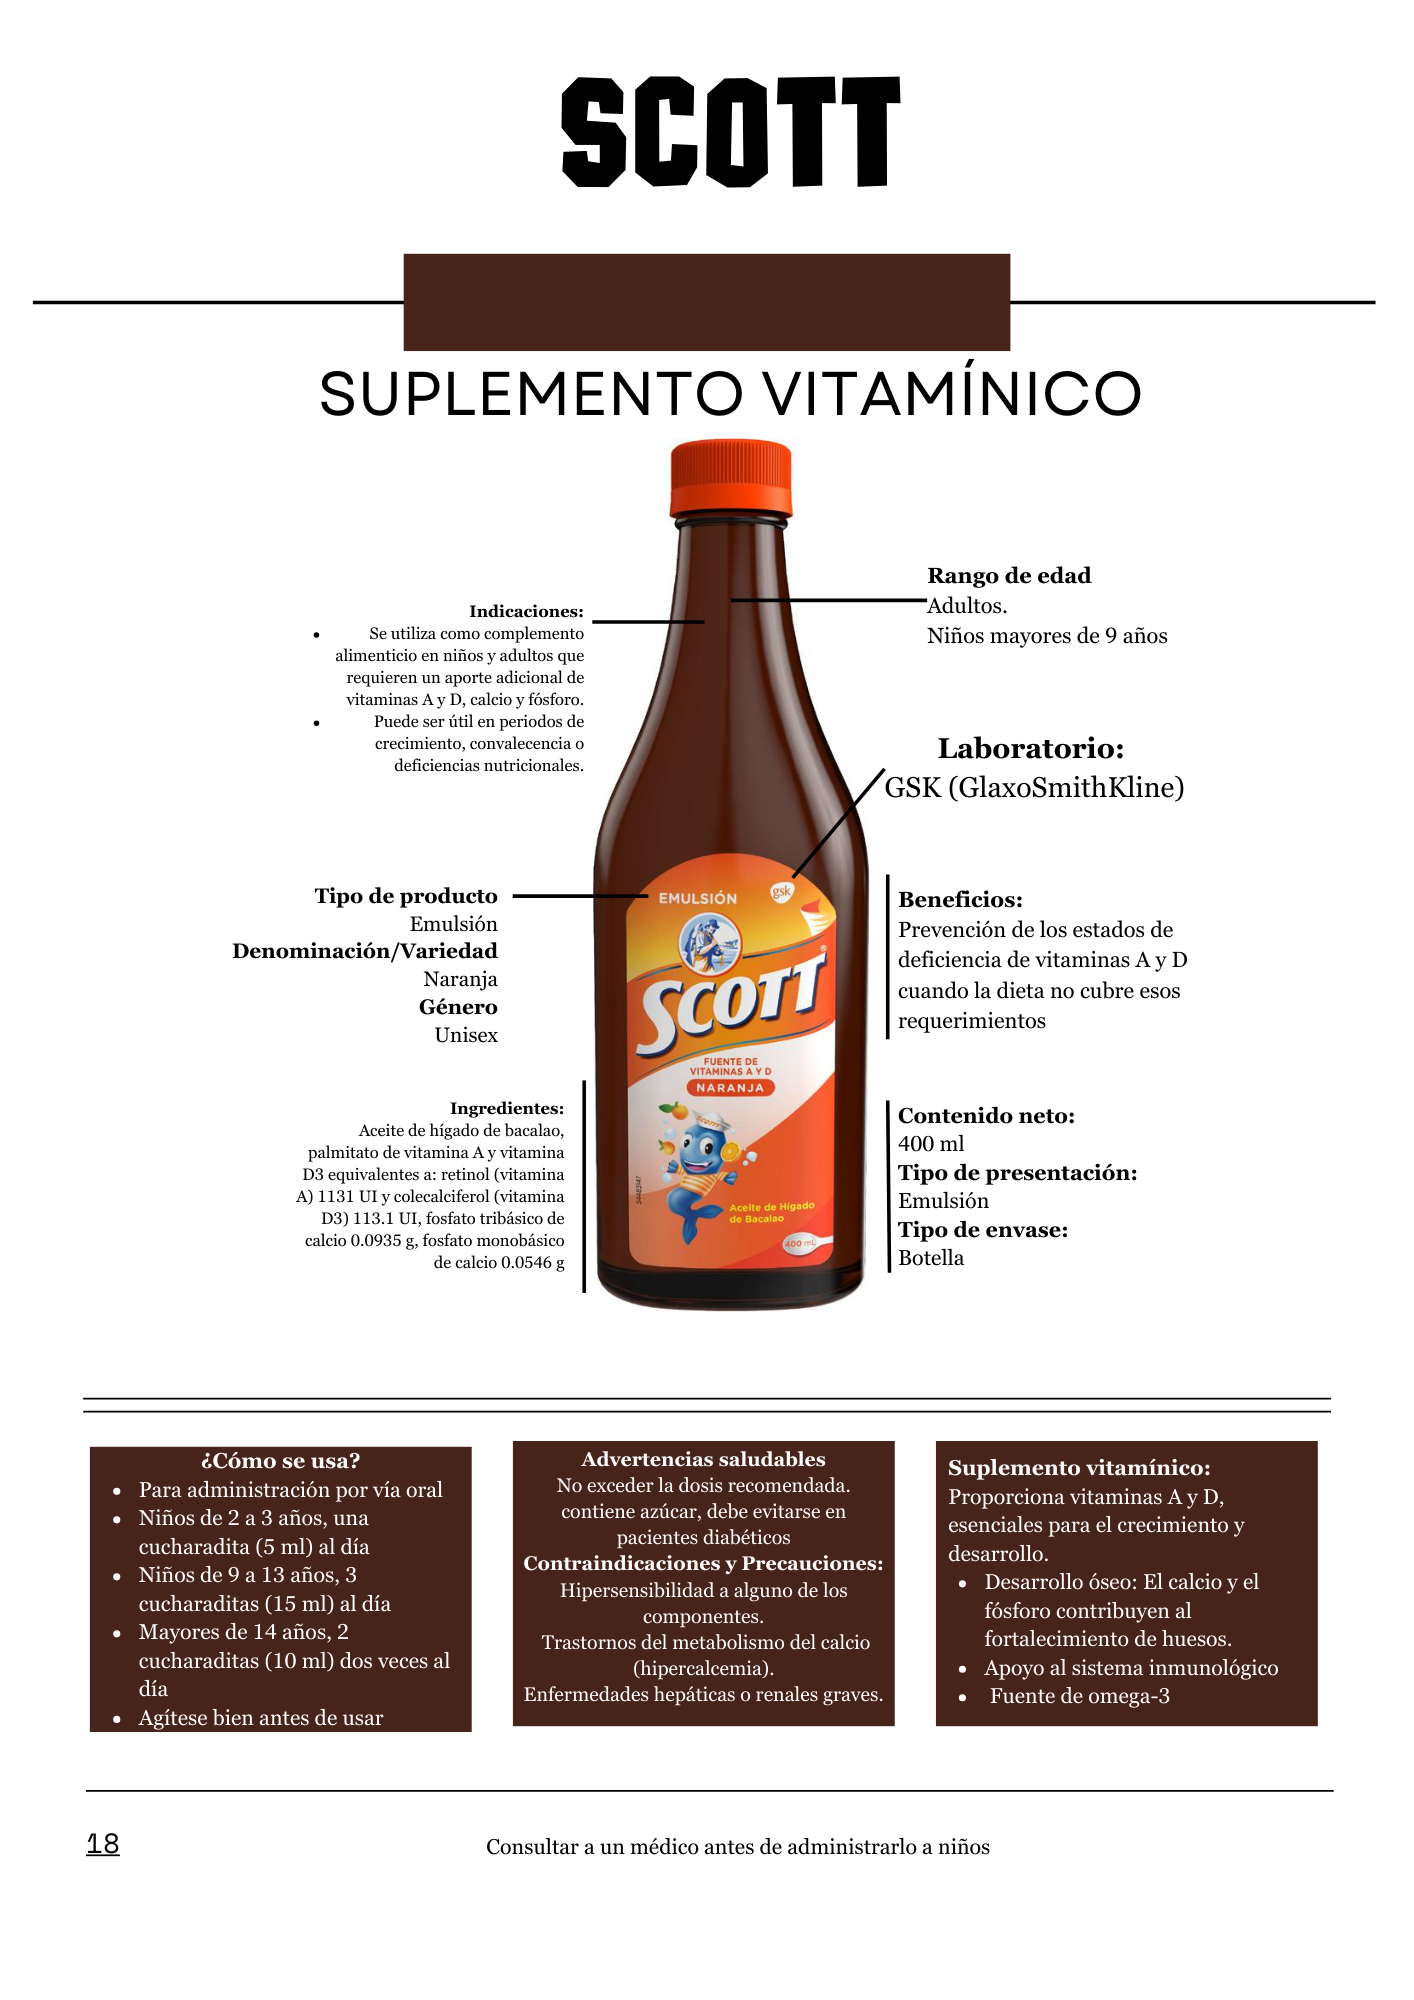 SCOTT
SUPLEMENTO VITAMÍNICO
Indicaciones:
• Se utiliza como complemento
alimenticio en niños y adultos que
requieren un aporte adicional de
vitaminas A y D, calcio y fósforo.
• Puede ser útil en periodos de
crecimiento, convalecencia o
deficiencias nutricionales.
Rango de edad
Adultos.
Niños mayores de 9 años
Laboratorio:
GSK (GlaxoSmithKline)
Tipo de producto
Emulsión
Denominación/Variedad
Naranja
Género
Unisex
EMULSIÓN
gsk
SCOTT®
FUENTE DE
VITAMINAS A Y D
NARANJA
SCOTT
Aceite de Hígado
de Bacalao
400 mL
Beneficios:
Prevención de los estados de
deficiencia de vitaminas A y D
cuando la dieta no cubre esos
requerimientos
Ingredientes:
Aceite de hígado de bacalao,
palmitato de vitamina A y vitamina
D3 equivalentes a: retinol (vitamina
A) 1131 UI y colecalciferol (vitamina
D3) 113.1 UI, fosfato tribásico de
calcio 0.0935 g, fosfato monobásico
de calcio 0.0546 g
Contenido neto:
400 ml
Tipo de presentación:
Emulsión
Tipo de envase:
Botella
¿Cómo se usa?
• Para administración por vía oral
• Niños de 2 a 3 años, una
cucharadita (5 ml) al día
• Niños de 9 a 13 años, 3
cucharaditas (15 ml) al día
• Mayores de 14 años, 2
cucharaditas (10 ml) dos veces al
día
• Agítese bien antes de usar
Advertencias saludables
No exceder la dosis recomendada.
contiene azúcar, debe evitarse en
pacientes diabéticos
Contraindicaciones y Precauciones:
Hipersensibilidad a alguno de los
componentes.
Trastornos del metabolismo del calcio
(hipercalcemia).
Enfermedades hepáticas o renales graves.
Suplemento vitamínico:
Proporciona vitaminas A y D,
esenciales para el crecimiento y
desarrollo.
• Desarrollo óseo: El calcio y el
fósforo contribuyen al
fortalecimiento de huesos.
• Apoyo al sistema inmunológico
• Fuente de omega-3
18
Consultar a un médico antes de administrarlo a niños